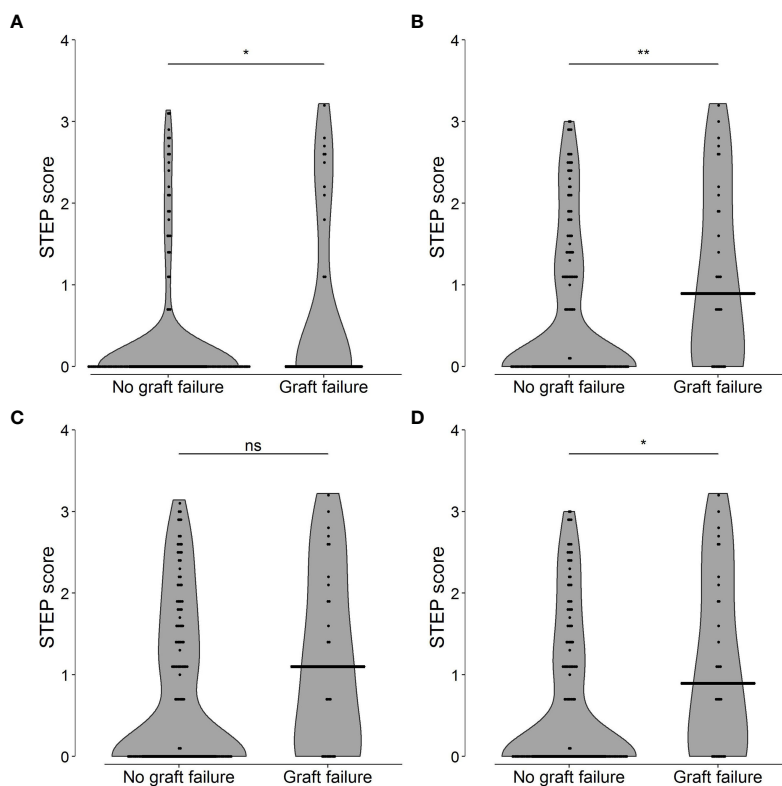 A
*
4
3
2
1
0
STEP score
No graft failure
Graft failure
B
**
4
3
2
1
0
STEP score
No graft failure
Graft failure
C
ns
4
3
2
1
0
STEP score
No graft failure
Graft failure
D
*
4
3
2
1
0
STEP score
No graft failure
Graft failure